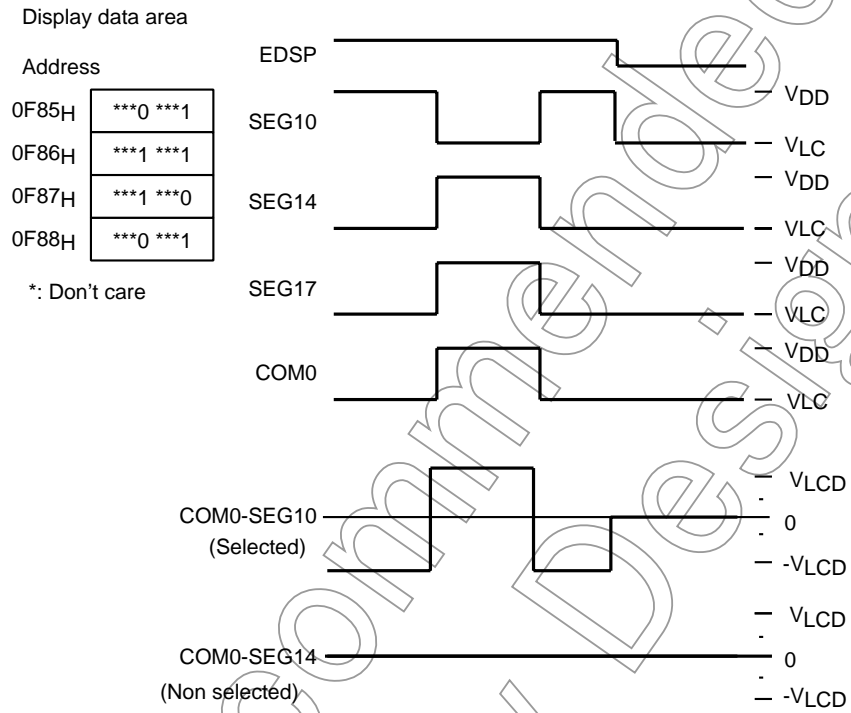 Display data area
Address
0F85H ***0 ***1
0F86H ***1 ***1
0F87H ***1 ***0
0F88H ***0 ***1
*: Don't care
EDSP
SEG10
VDD
VLC
SEG14
VDD
VLC
SEG17
VDD
VLC
COM0
VDD
VLC
COM0-SEG10
(Selected)
VLCD
0
-VLCD
COM0-SEG14
(Non selected)
VLCD
0
-VLCD